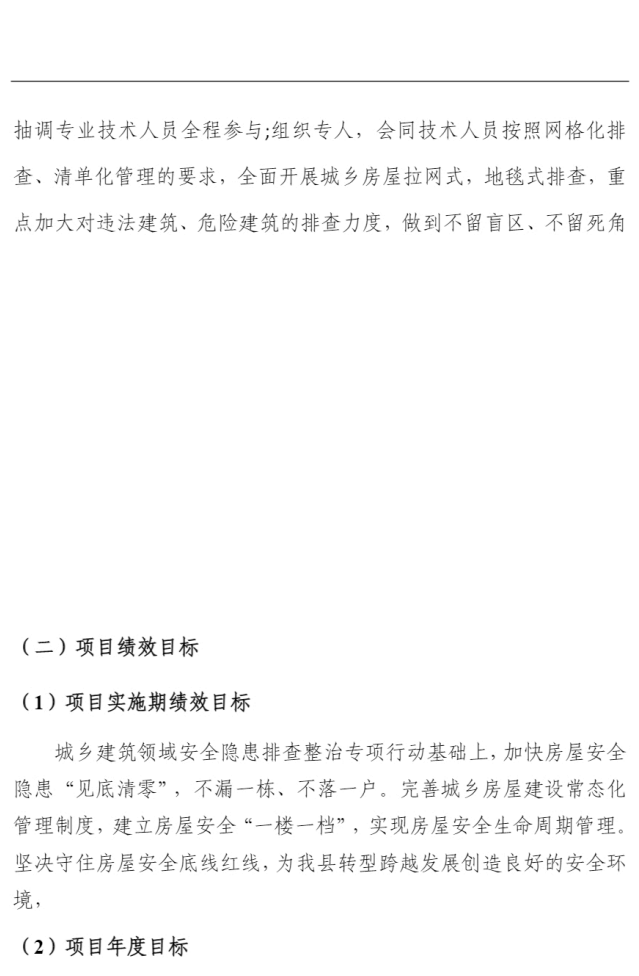 抽调专业技术人员全程参与;组织专人，会同技术人员按照网格化排
查、清单化管理的要求，全面开展城乡房屋拉网式，地毯式排查，重
点加大对违法建筑、危险建筑的排查力度，做到不留盲区、不留死角
（二）项目绩效目标
（1）项目实施期绩效目标
城乡建筑领域安全隐患排查整治专项行动基础上，加快房屋安全
隐患“见底清零”，不漏一栋、不落一户。完善城乡房屋建设常态化
管理制度，建立房屋安全“一楼一档”，实现房屋安全生命周期管理。
坚决守住房屋安全底线红线，为我县转型跨越发展创造良好的安全环
境，
（2）项目年度目标